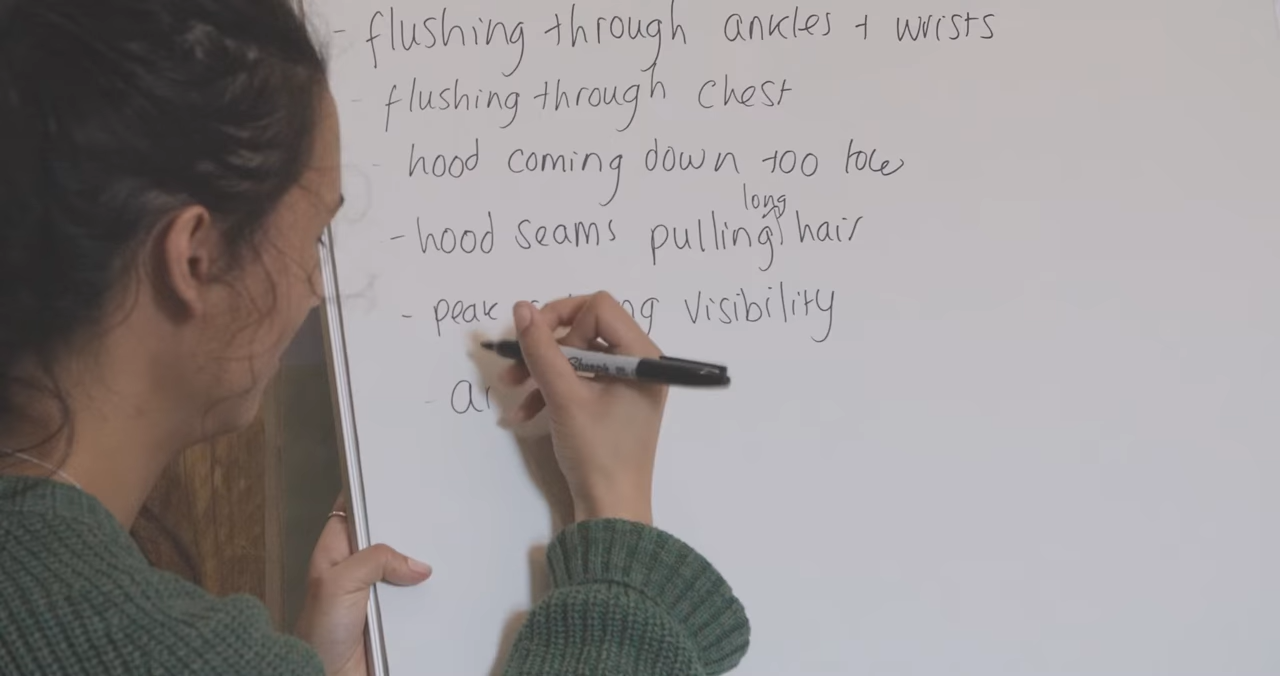 - flushing through ankles + wrists
- flushing through chest
- hood coming down too low
- hood seams pulling long hair
- peak visibility
Sharpie